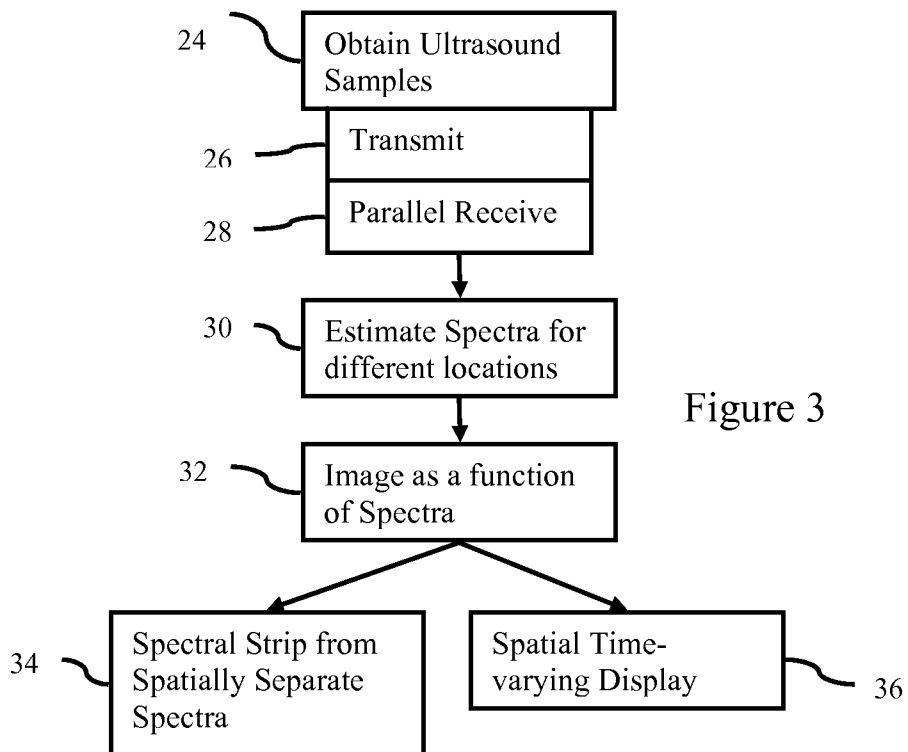 24
Obtain Ultrasound
Samples
26
Transmit
28
Parallel Receive
30
Estimate Spectra for
different locations
Figure 3
32
Image as a function
of Spectra
34
Spectral Strip from
Spatially Separate
Spectra
Spatial Time-
varying Display
36